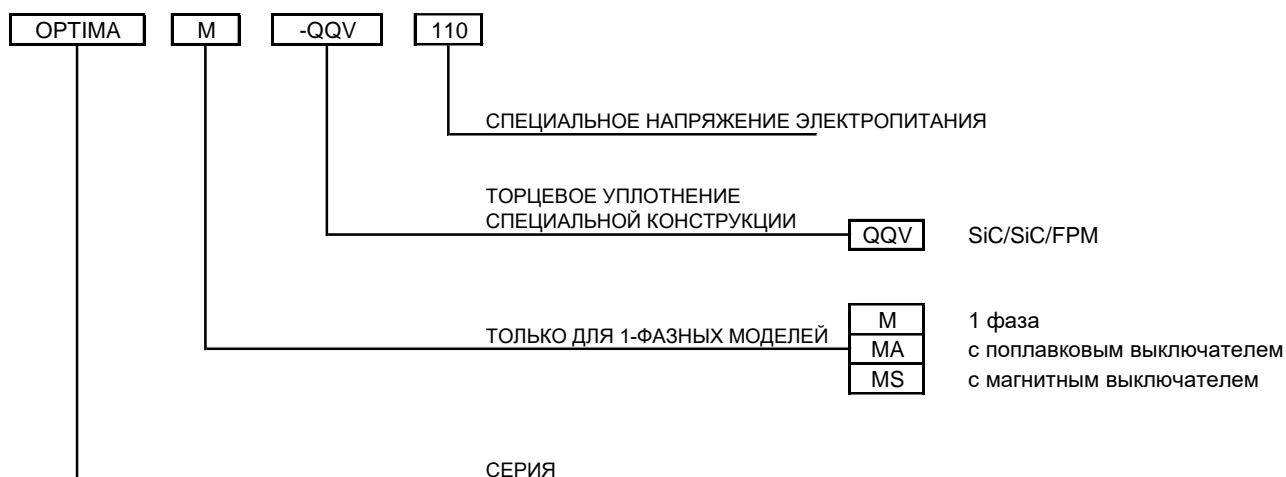 OPTIMA M -QQV 110
СПЕЦИАЛЬНОЕ НАПРЯЖЕНИЕ ЭЛЕКТРОПИТАНИЯ
ТОРЦЕВОЕ УПЛОТНЕНИЕ
СПЕЦИАЛЬНОЙ КОНСТРУКЦИИ
QQV SiC/SiC/FPM
ТОЛЬКО ДЛЯ 1-ФАЗНЫХ МОДЕЛЕЙ
M 1 фаза
MA с поплавковым выключателем
MS с магнитным выключателем
СЕРИЯ